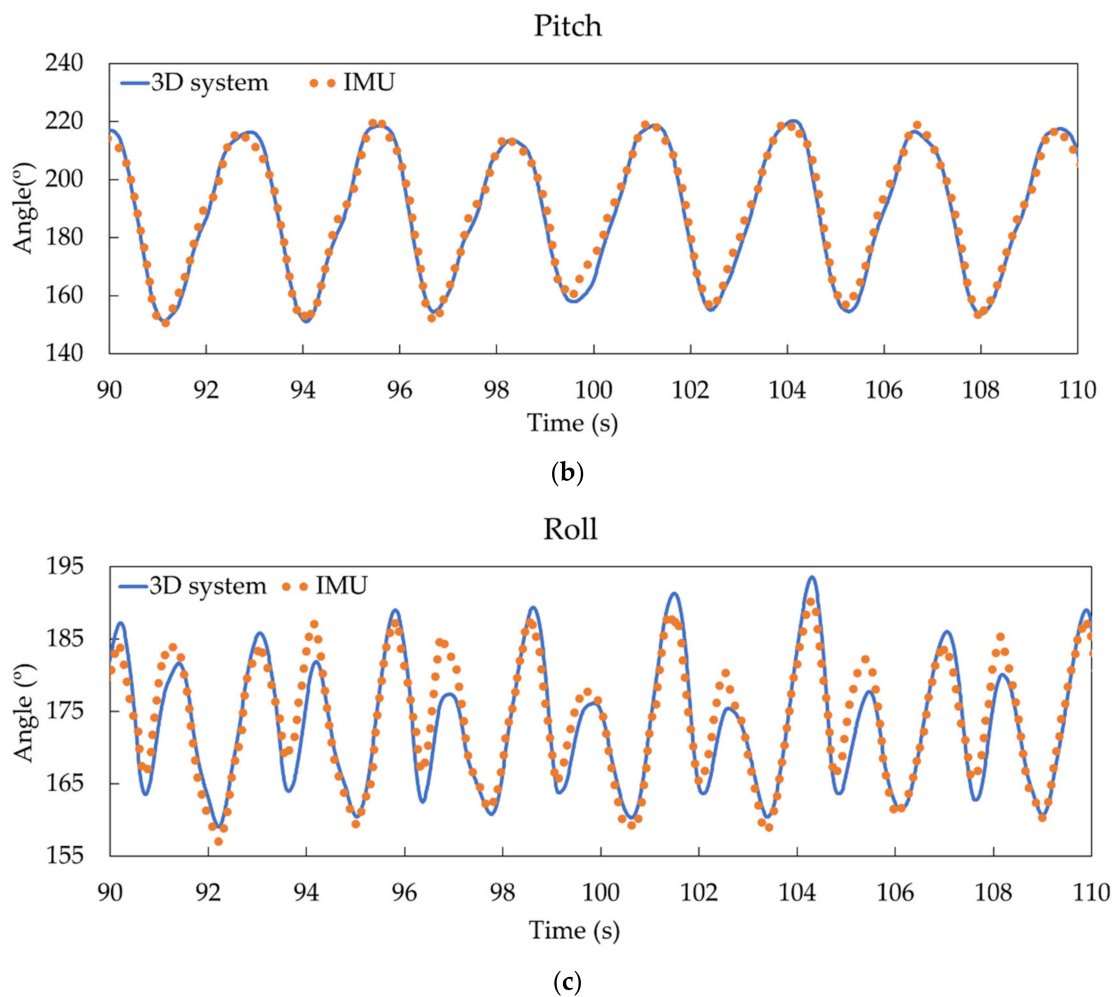 Pitch
240
3D system IMU
220
200
180
160
140
Angle(º)
90 92 94 96 98 100 102 104 106 108 110
Time (s)
(b)
Roll
195
3D system IMU
185
175
165
155
Angle (º)
90 92 94 96 98 100 102 104 106 108 110
Time (s)
(c)